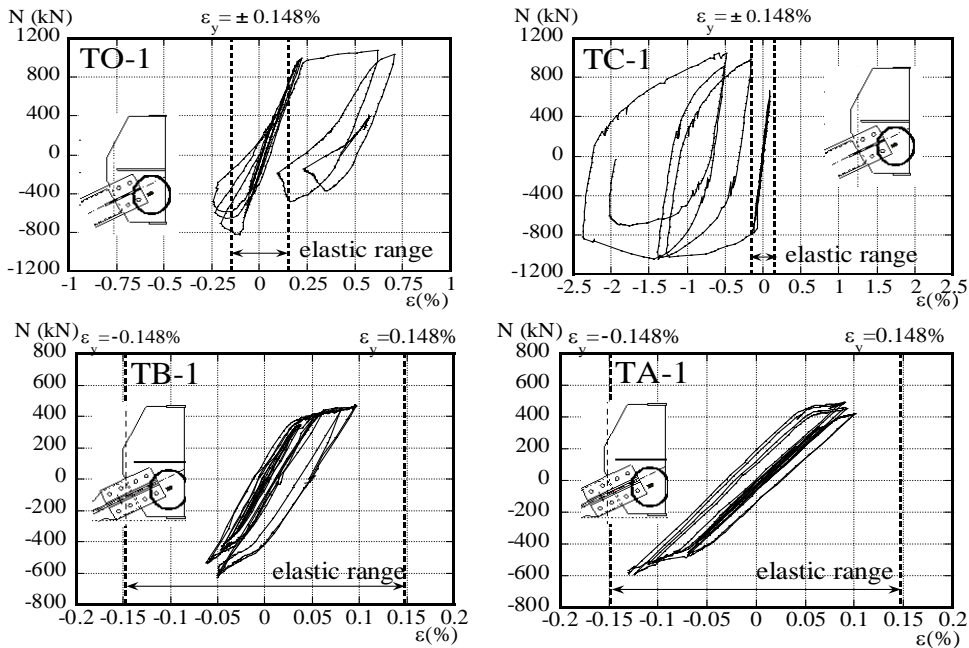 N (kN)
ε_y = ± 0.148%
1200
TO-1
800
400
0
-400
-800
elastic range
-1200
-1 -0.75 -0.5 -0.25 0 0.25 0.5 0.75 1
ε(%)
N (kN)
ε_y = ± 0.148%
1200
TC-1
800
400
0
-400
-800
elastic range
-1200
-2.5 -2 -1.5 -1 -0.5 0 0.5 1 1.5 2 2.5
ε(%)
N (kN)
ε_y=-0.148%
ε_y=0.148%
800
TB-1
600
400
200
0
-200
-400
-600
elastic range
-800
-0.2 -0.15 -0.1 -0.05 0 0.05 0.1 0.15 0.2
ε(%)
N (kN)
ε_y=-0.148%
ε_y=0.148%
800
TA-1
600
400
200
0
-200
-400
-600
elastic range
-800
-0.2 -0.15 -0.1 -0.05 0 0.05 0.1 0.15 0.2
ε(%)